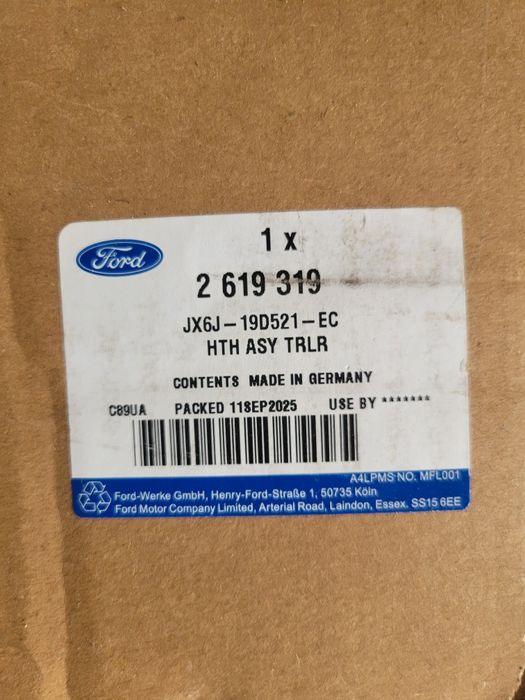 Ford
1 x
2 619 319
JX6J-19D521-EC
HTH ASY TRLR
CONTENTS MADE IN GERMANY
C89UA PACKED 11SEP2025 USE BY *******
A4LPMS NO. MFL001
Ford-Werke GmbH, Henry-Ford-Straße 1, 50735 Köln
Ford Motor Company Limited, Arterial Road, Laindon, Essex. SS15 6EE